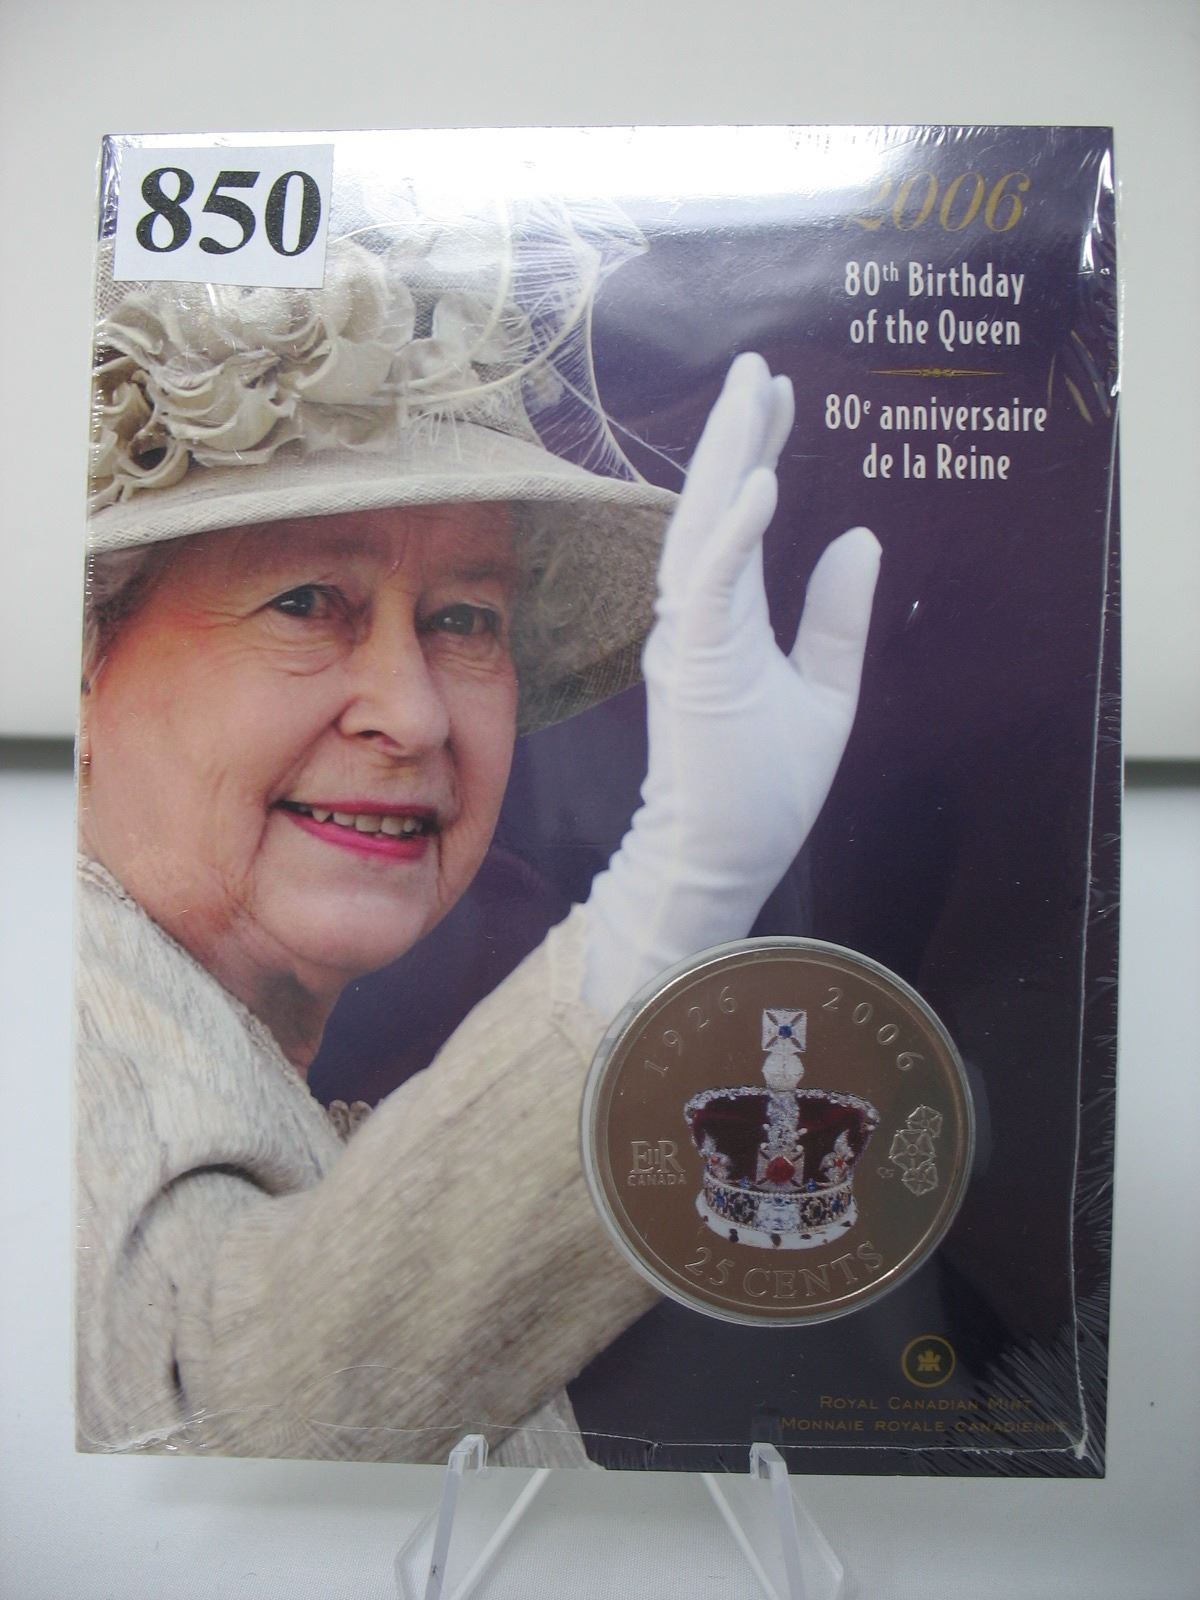 850
2006
80th Birthday
of the Queen
80e anniversaire
de la Reine
1926 2006
EIIR
CANADA
CG
25 CENTS
ROYAL CANADIAN MINT
MONNAIE ROYALE CANADIENNE